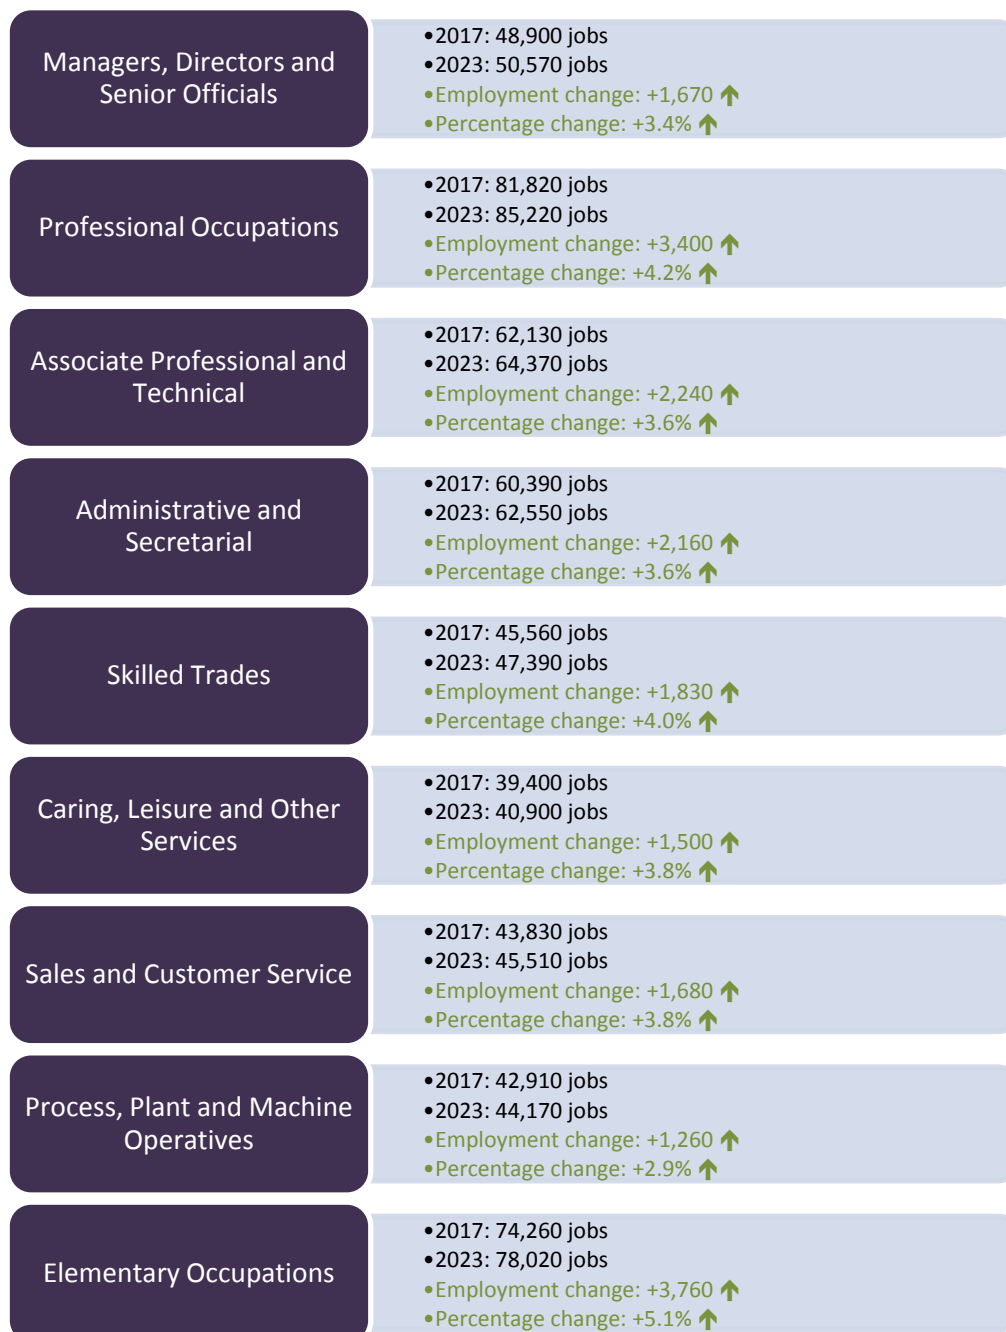 Managers, Directors and
Senior Officials
•2017: 48,900 jobs
•2023: 50,570 jobs
•Employment change: +1,670 ↑
•Percentage change: +3.4% ↑
Professional Occupations
•2017: 81,820 jobs
•2023: 85,220 jobs
•Employment change: +3,400 ↑
•Percentage change: +4.2% ↑
Associate Professional and
Technical
•2017: 62,130 jobs
•2023: 64,370 jobs
•Employment change: +2,240 ↑
•Percentage change: +3.6% ↑
Administrative and
Secretarial
•2017: 60,390 jobs
•2023: 62,550 jobs
•Employment change: +2,160 ↑
•Percentage change: +3.6% ↑
Skilled Trades
•2017: 45,560 jobs
•2023: 47,390 jobs
•Employment change: +1,830 ↑
•Percentage change: +4.0% ↑
Caring, Leisure and Other
Services
•2017: 39,400 jobs
•2023: 40,900 jobs
•Employment change: +1,500 ↑
•Percentage change: +3.8% ↑
Sales and Customer Service
•2017: 43,830 jobs
•2023: 45,510 jobs
•Employment change: +1,680 ↑
•Percentage change: +3.8% ↑
Process, Plant and Machine
Operatives
•2017: 42,910 jobs
•2023: 44,170 jobs
•Employment change: +1,260 ↑
•Percentage change: +2.9% ↑
Elementary Occupations
•2017: 74,260 jobs
•2023: 78,020 jobs
•Employment change: +3,760 ↑
•Percentage change: +5.1% ↑